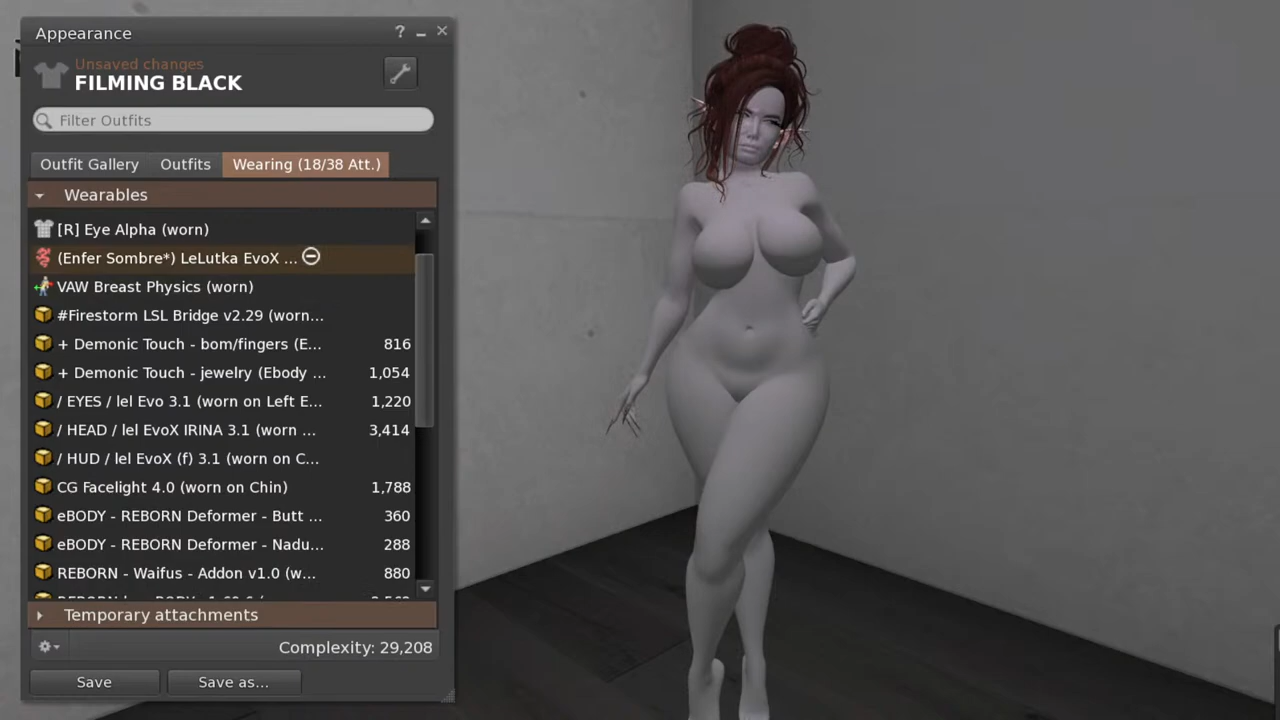 Appearance
? _ ×
Unsaved changes
FILMING BLACK
Filter Outfits
Outfit Gallery Outfits Wearing (18/38 Att.)
Wearables
[R] Eye Alpha (worn)
(Enfer Sombre*) LeLutka EvoX ...
VAW Breast Physics (worn)
#Firestorm LSL Bridge v2.29 (worn...
+ Demonic Touch - bom/fingers (E... 816
+ Demonic Touch - jewelry (Ebody ... 1,054
/ EYES / lel Evo 3.1 (worn on Left E... 1,220
/ HEAD / lel EvoX IRINA 3.1 (worn ... 3,414
/ HUD / lel EvoX (f) 3.1 (worn on C...
CG Facelight 4.0 (worn on Chin) 1,788
eBODY - REBORN Deformer - Butt ... 360
eBODY - REBORN Deformer - Nadu... 288
REBORN - Waifus - Addon v1.0 (w... 880
Temporary attachments
Complexity: 29,208
Save Save as...